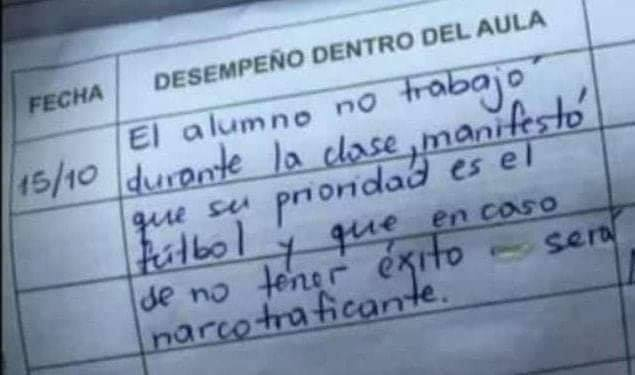 FECHA
DESEMPEÑO DENTRO DEL AULA
15/10
El alumno no trabajó
durante la clase, manifestó
que su prioridad es el
fútbol y que en caso
de no tener éxito – será
narcotraficante.